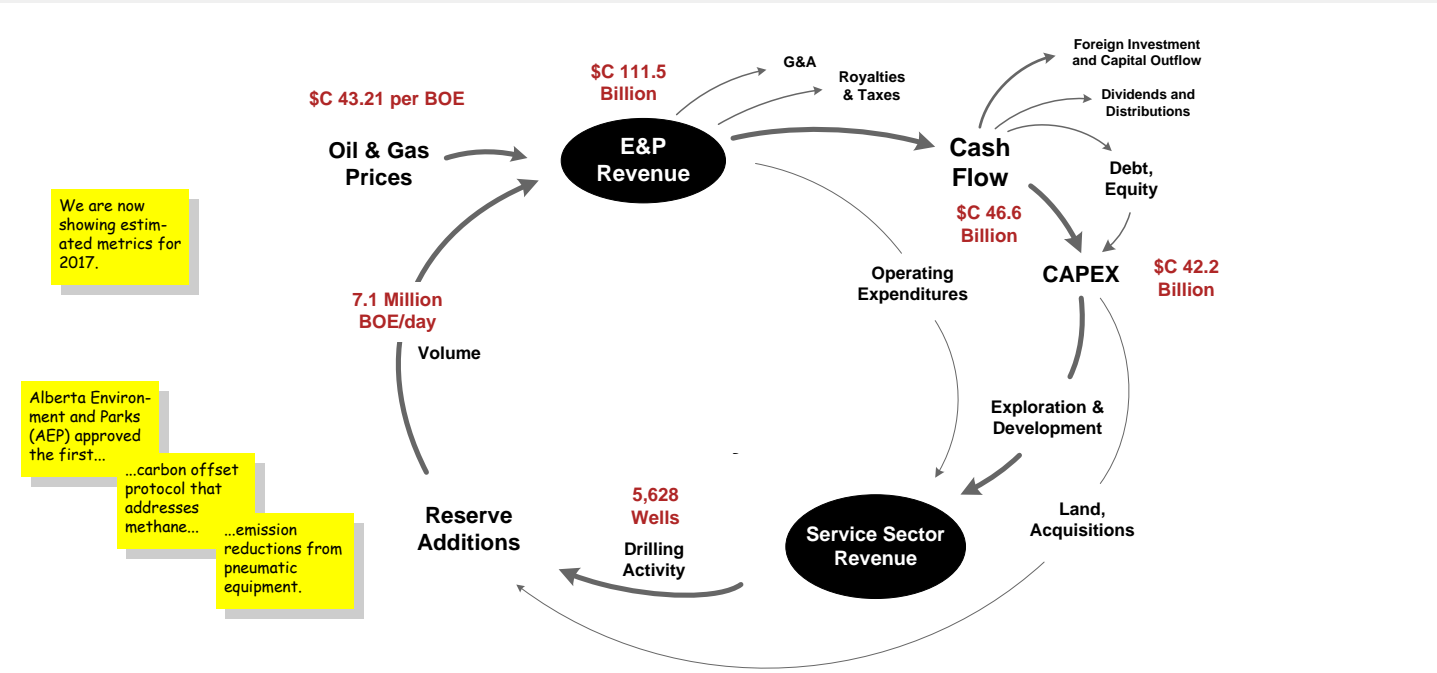 $C 43.21 per BOE
Oil & Gas
Prices
$C 111.5
Billion
E&P
Revenue
G&A
Royalties
& Taxes
Foreign Investment
and Capital Outflow
Dividends and
Distributions
Cash
Flow
$C 46.6
Billion
Debt,
Equity
CAPEX
$C 42.2
Billion
Operating
Expenditures
Exploration &
Development
Land,
Acquisitions
Service Sector
Revenue
5,628
Wells
Drilling
Activity
Reserve
Additions
7.1 Million
BOE/day
Volume
We are now
showing estim-
ated metrics for
2017.
Alberta Environ-
ment and Parks
(AEP) approved
the first...
...carbon offset
protocol that
addresses
methane...
...emission
reductions from
pneumatic
equipment.